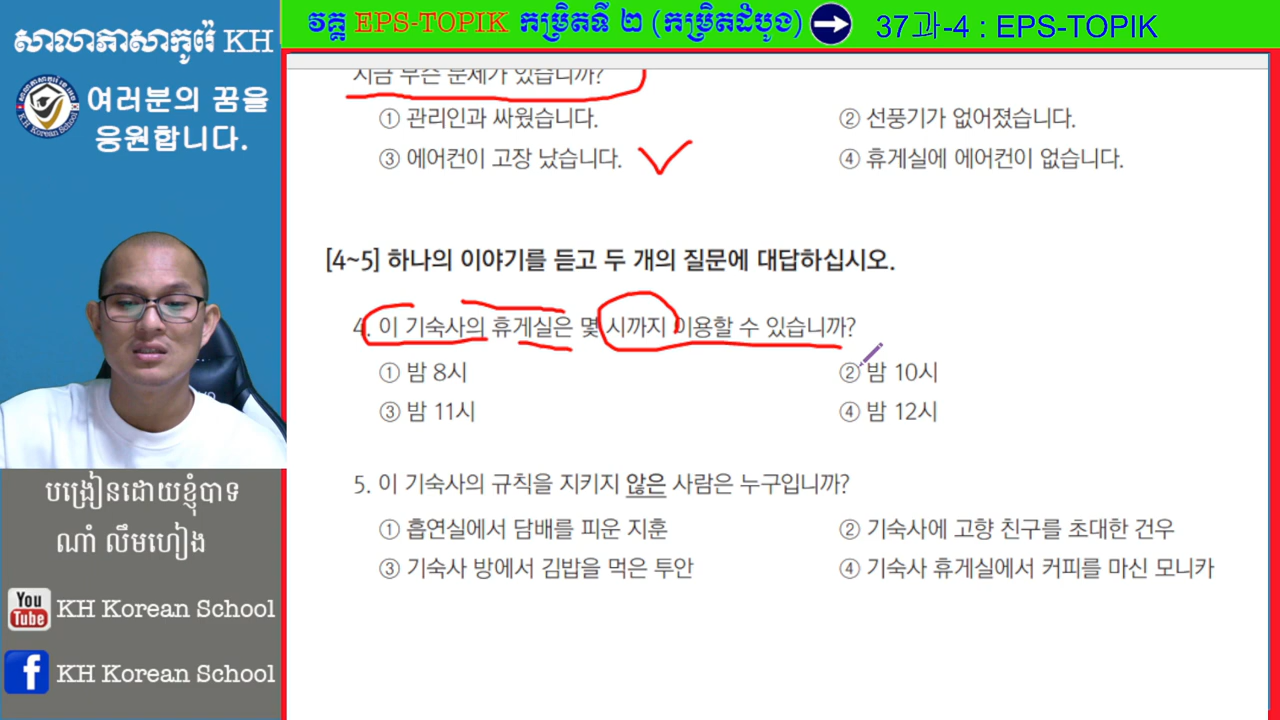 វគ្គ EPS-TOPIK កម្រិតទី ២ (កម្រិតដំបូង) 37과-4 : EPS-TOPIK
សាលាភាសាកូរ៉េ KH
여러분의 꿈을
응원합니다.
지금 무슨 문제가 있습니까?
① 관리인과 싸웠습니다.
② 선풍기가 없어졌습니다.
③ 에어컨이 고장 났습니다.
④ 휴게실에 에어컨이 없습니다.
[4~5] 하나의 이야기를 듣고 두 개의 질문에 대답하십시오.
4. 이 기숙사의 휴게실은 몇 시까지 이용할 수 있습니까?
① 밤 8시
② 밤 10시
③ 밤 11시
④ 밤 12시
5. 이 기숙사의 규칙을 지키지 않은 사람은 누구입니까?
① 흡연실에서 담배를 피운 지훈
② 기숙사에 고향 친구를 초대한 건우
③ 기숙사 방에서 김밥을 먹은 투안
④ 기숙사 휴게실에서 커피를 마신 모니카
បង្រៀនដោយខ្ញុំបាទ
ណាំ លឹមហៀង
You Tube KH Korean School
f KH Korean School